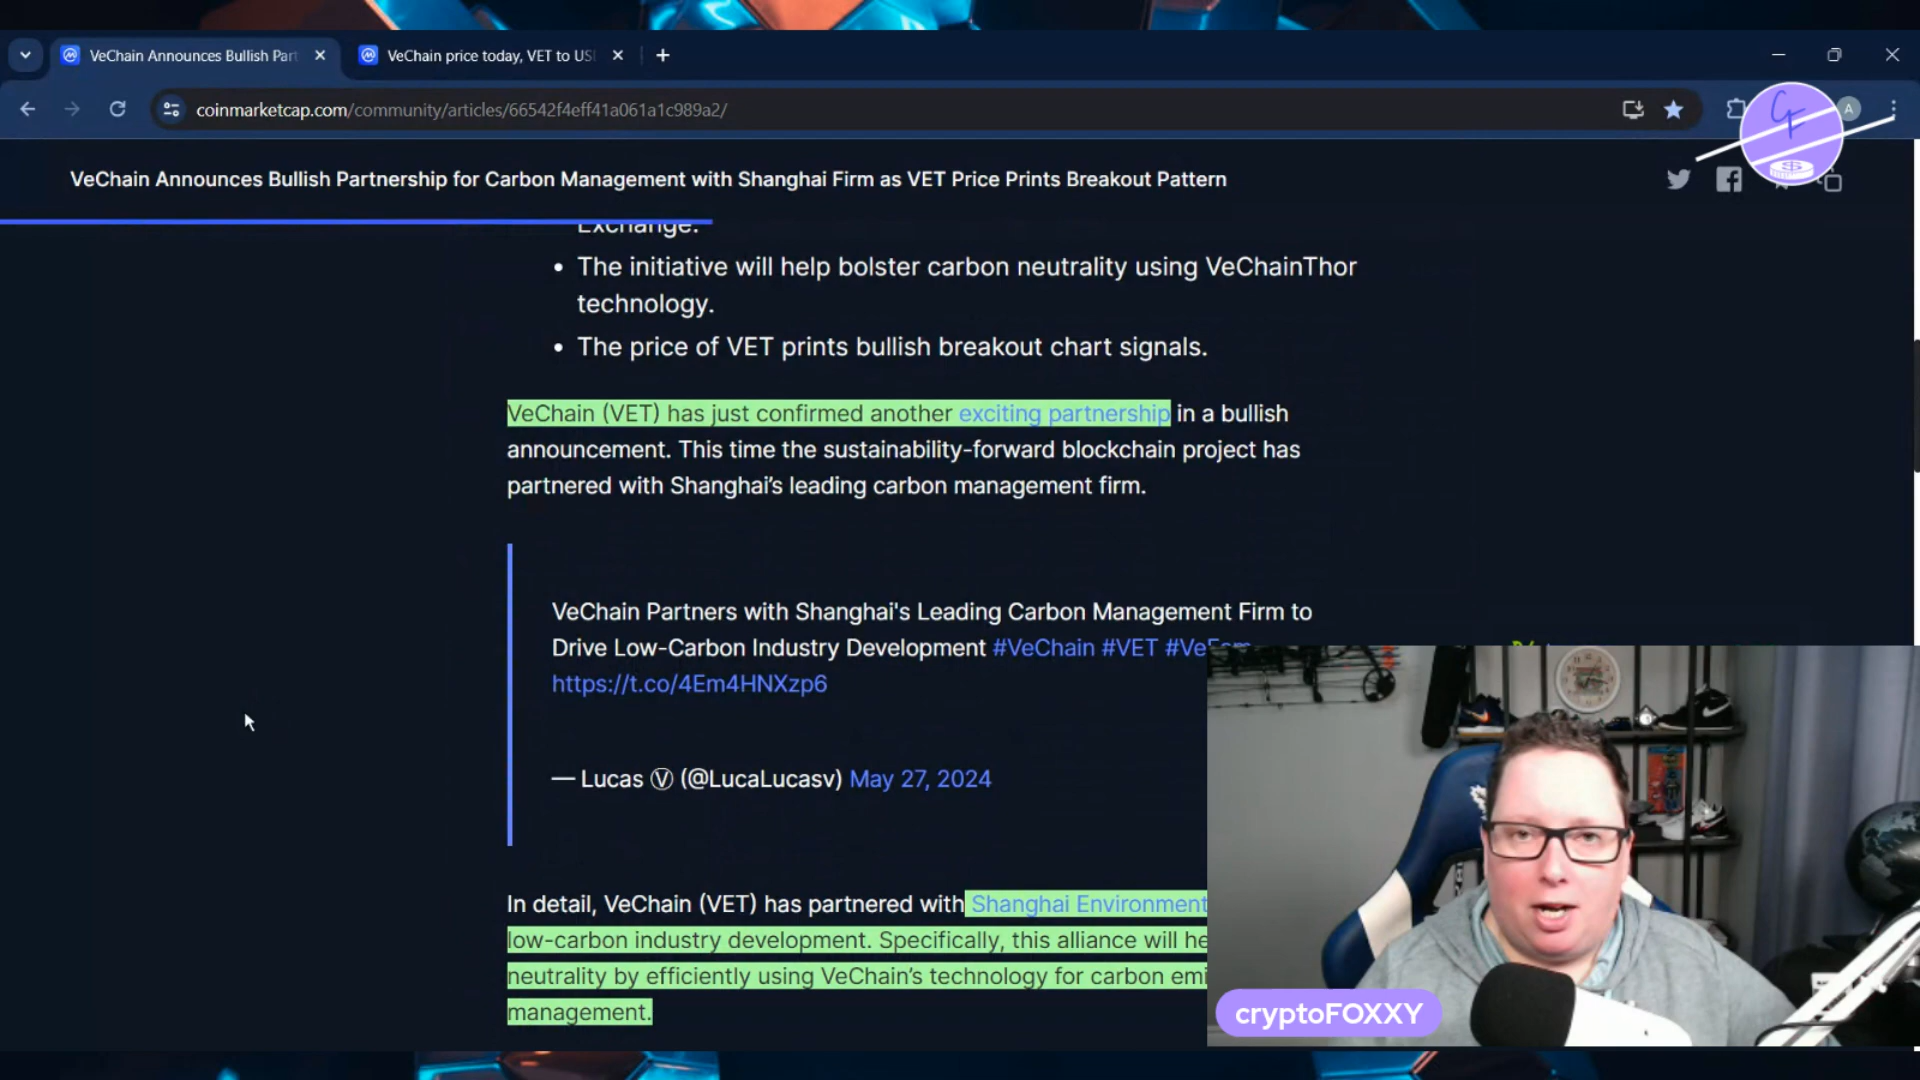 VeChain Announces Bullish Par
VeChain price today, VET to US
coinmarketcap.com/community/articles/66542f4eff41a061a1c989a2/
A
VeChain Announces Bullish Partnership for Carbon Management with Shanghai Firm as VET Price Prints Breakout Pattern
Exchange.
• The initiative will help bolster carbon neutrality using VeChainThor
technology.
• The price of VET prints bullish breakout chart signals.
VeChain (VET) has just confirmed another exciting partnership in a bullish
announcement. This time the sustainability-forward blockchain project has
partnered with Shanghai’s leading carbon management firm.
VeChain Partners with Shanghai's Leading Carbon Management Firm to
Drive Low-Carbon Industry Development #VeChain #VET
https://t.co/4Em4HNXzp6
— Lucas Ⓥ (@LucaLucasv) May 27, 2024
In detail, VeChain (VET) has partnered with Shanghai Environment
low-carbon industry development. Specifically, this alliance will he
neutrality by efficiently using VeChain’s technology for carbon emi
management.
cryptoFOXXY